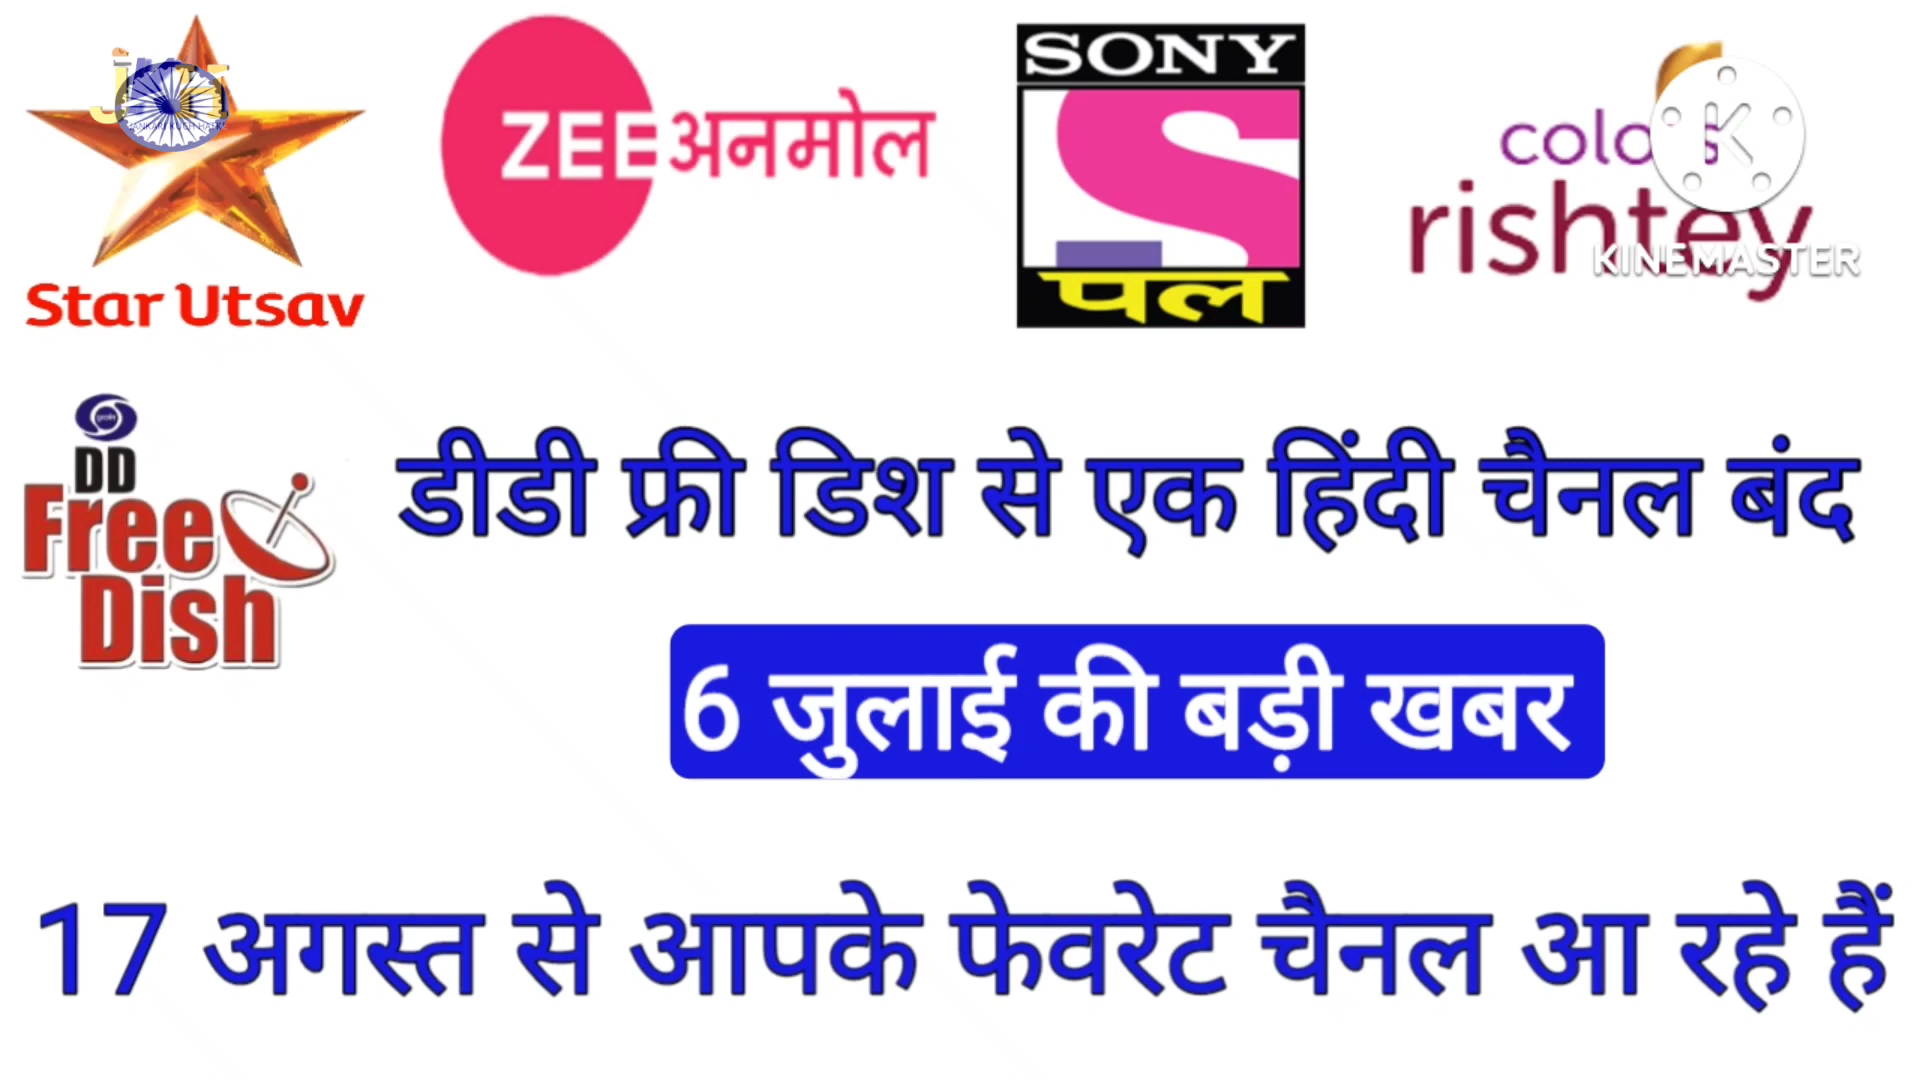 Star Utsav
ZEE अनमोल
SONY
S
पल
colors
rishtey
K
KINEMASTER
DD
Free
Dish
डीडी फ्री डिश से एक हिंदी चैनल बंद
6 जुलाई की बड़ी खबर
17 अगस्त से आपके फेवरेट चैनल आ रहे हैं